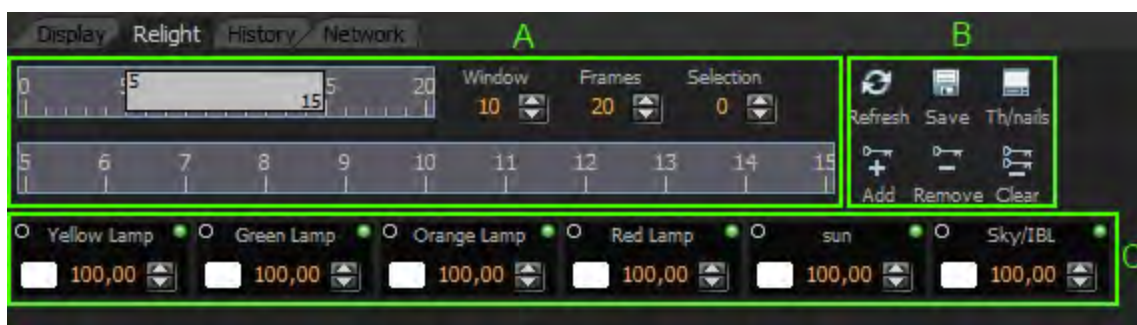 Display Relight History Network
A B
0 5 5 15 5 20 Window Frames Selection
10 20 0
Refresh Save Th/nails
5 6 7 8 9 10 11 12 13 14 15
Add Remove Clear
Yellow Lamp Green Lamp Orange Lamp Red Lamp sun Sky/IBL
100,00 100,00 100,00 100,00 100,00 100,00
C